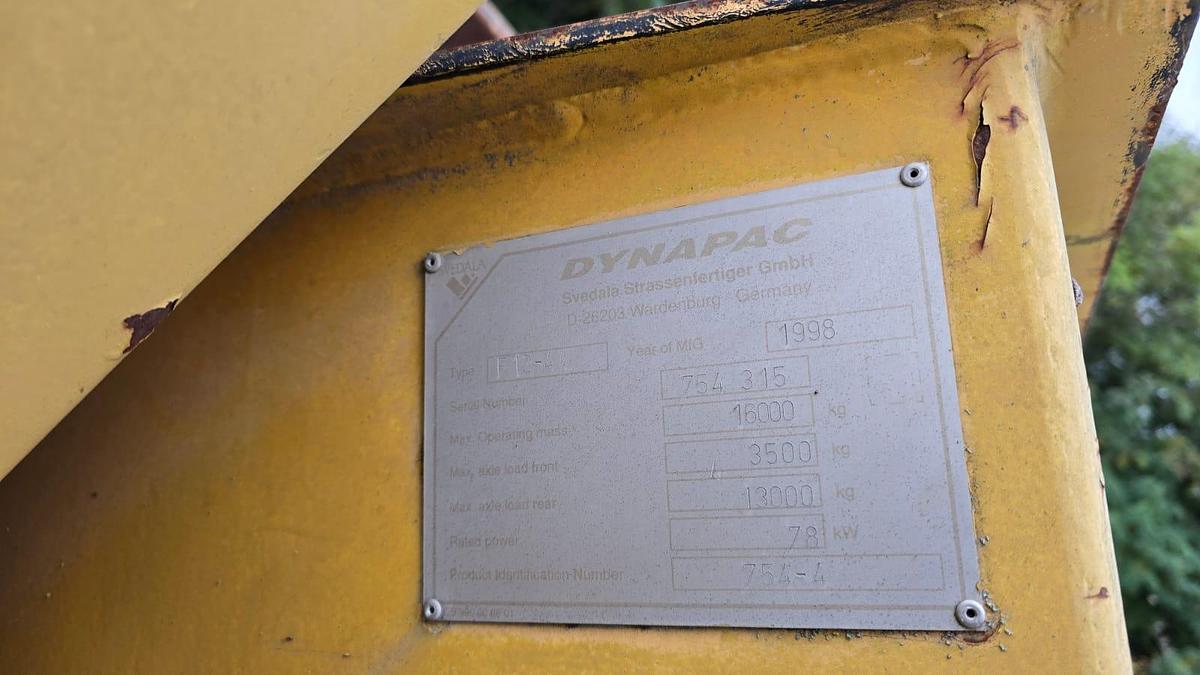 DYNAPAC
Svedala Strassenfertiger GmbH
D-26203 Wardenburg Germany
Type Year of MfG 1998
Serial Number 754 315
Max. Operating mass 16000 kg
Max. axle load front 3500 kg
Max. axle load rear 13000 kg
Rated power 78 kW
Product Identification Number 754-4